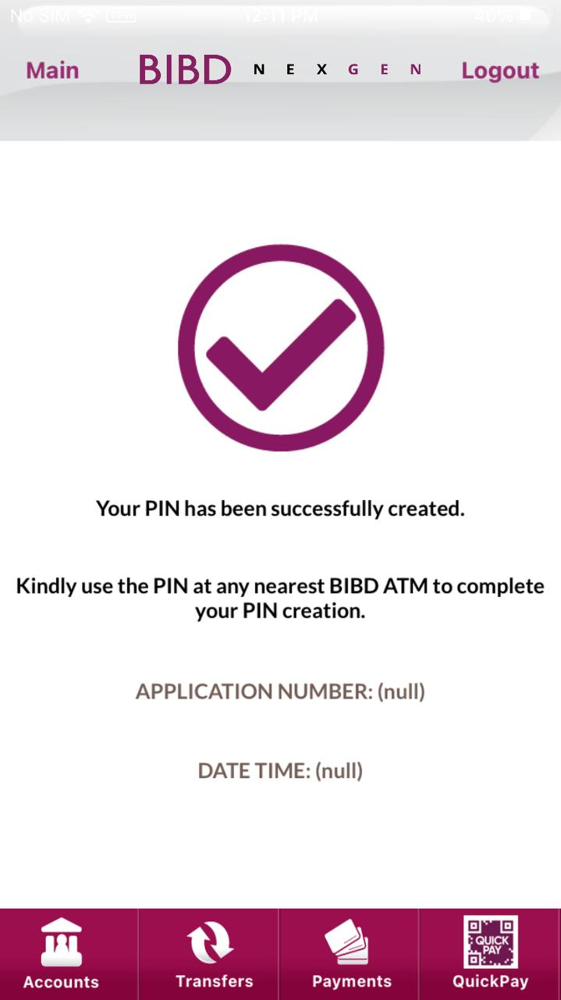 No SIM VPN 12:11 PM 40%
Main BIBD NEXGEN Logout
Your PIN has been successfully created.
Kindly use the PIN at any nearest BIBD ATM to complete
your PIN creation.
APPLICATION NUMBER: (null)
DATE TIME: (null)
QUICK
PAY
Accounts Transfers Payments QuickPay